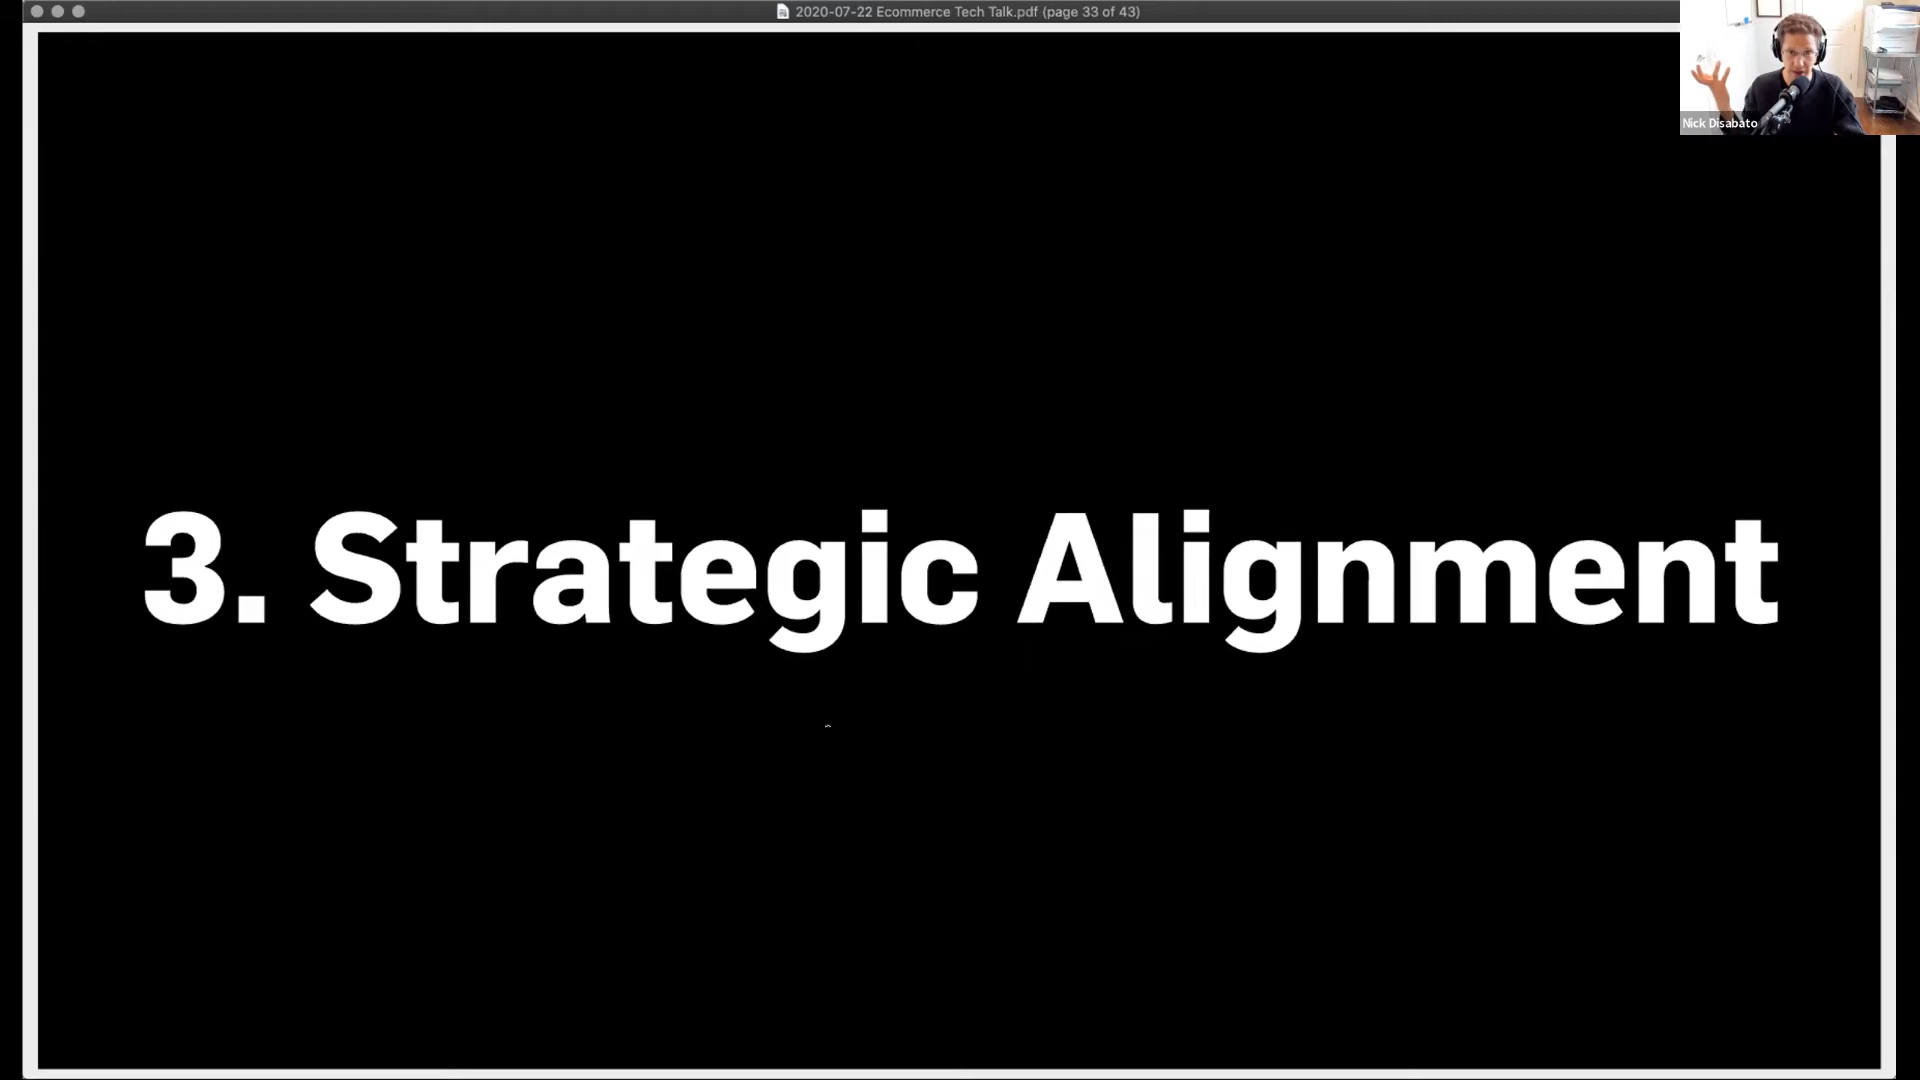 2020-07-22 Ecommerce Tech Talk.pdf (page 33 of 43)
Nick Disabato
3. Strategic Alignment